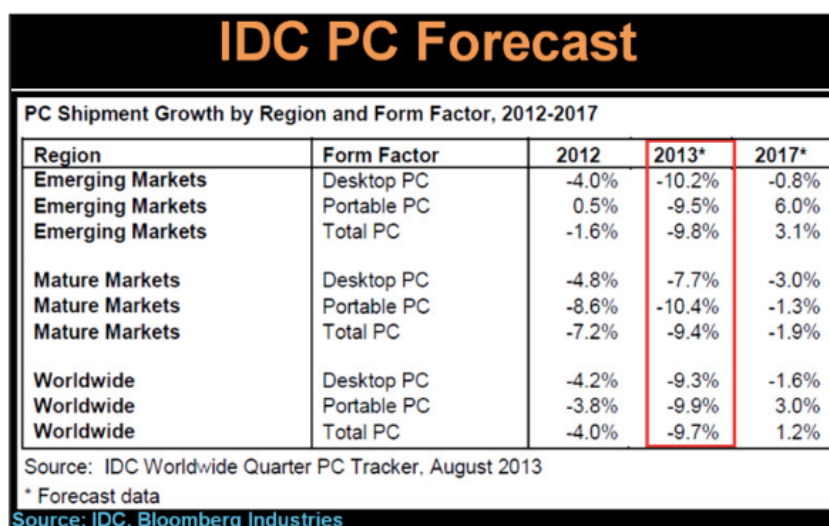 IDC PC Forecast
PC Shipment Growth by Region and Form Factor, 2012-2017
Region Form Factor 2012 2013* 2017*
Emerging Markets Desktop PC -4.0% -10.2% -0.8%
Emerging Markets Portable PC 0.5% -9.5% 6.0%
Emerging Markets Total PC -1.6% -9.8% 3.1%
Mature Markets Desktop PC -4.8% -7.7% -3.0%
Mature Markets Portable PC -8.6% -10.4% -1.3%
Mature Markets Total PC -7.2% -9.4% -1.9%
Worldwide Desktop PC -4.2% -9.3% -1.6%
Worldwide Portable PC -3.8% -9.9% 3.0%
Worldwide Total PC -4.0% -9.7% 1.2%
Source: IDC Worldwide Quarter PC Tracker, August 2013
* Forecast data
Source: IDC, Bloomberg Industries